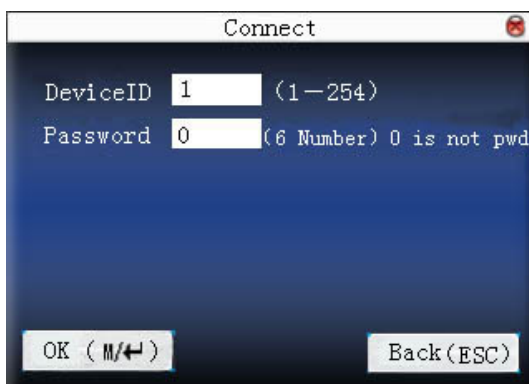 Connect
DeviceID 1 (1-254)
Password 0 (6 Number) 0 is not pwd
OK (M/↵) Back(ESC)